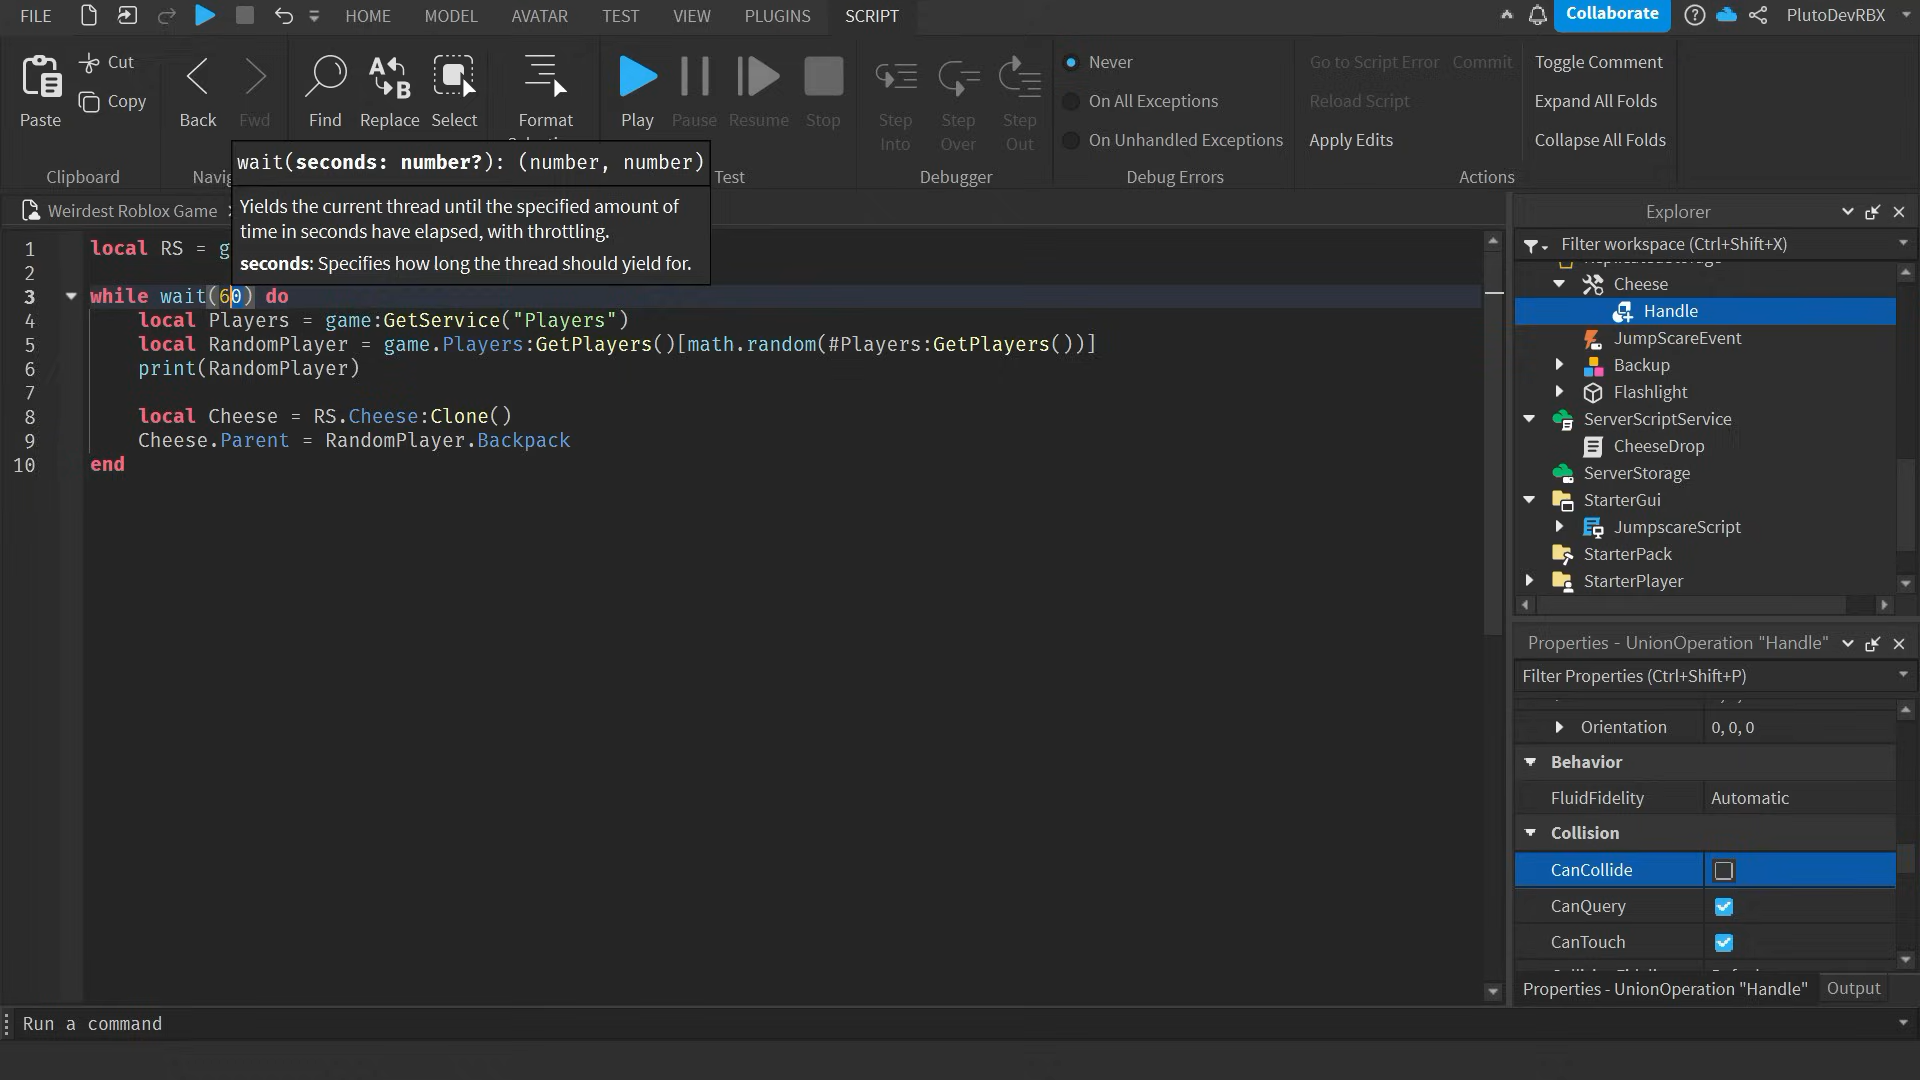 FILE HOME MODEL AVATAR TEST VIEW PLUGINS SCRIPT Collaborate PlutoDevRBX
Paste
Cut
Copy
Clipboard
Back
Fwd
Find
Replace
Select
Format
Play
Pause
Resume
Stop
Test
Step
Into
Step
Over
Step
Out
Debugger
Never
On All Exceptions
On Unhandled Exceptions
Debug Errors
Go to Script Error Commit
Reload Script
Apply Edits
Toggle Comment
Expand All Folds
Collapse All Folds
Actions
wait(seconds: number?): (number, number)
Yields the current thread until the specified amount of
time in seconds have elapsed, with throttling.
seconds: Specifies how long the thread should yield for.
Weirdest Roblox Game
1 local RS = g
2
3 while wait(60) do
4 local Players = game:GetService("Players")
5 local RandomPlayer = game.Players:GetPlayers()[math.random(#Players:GetPlayers())]
6 print(RandomPlayer)
7
8 local Cheese = RS.Cheese:Clone()
9 Cheese.Parent = RandomPlayer.Backpack
10 end
Explorer
Filter workspace (Ctrl+Shift+X)
Cheese
Handle
JumpScareEvent
Backup
Flashlight
ServerScriptService
CheeseDrop
ServerStorage
StarterGui
JumpscareScript
StarterPack
StarterPlayer
Properties - UnionOperation "Handle"
Filter Properties (Ctrl+Shift+P)
Orientation 0, 0, 0
Behavior
FluidFidelity Automatic
Collision
CanCollide
CanQuery
CanTouch
Properties - UnionOperation "Handle" Output
Run a command